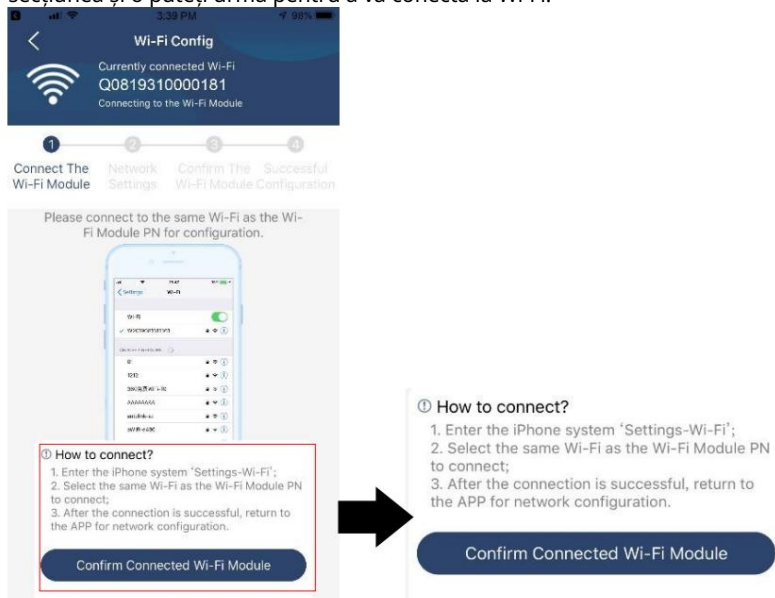 secțiunea și o puteți urma pentru a vă conecta la Wi-Fi.
3:39 PM
98%
Wi-Fi Config
Currently connected Wi-Fi
Q0819310000181
Connecting to the Wi-Fi Module
1
2
3
4
Connect The
Wi-Fi Module
Network
Settings
Confirm The
Wi-Fi Module
Successful
Configuration
Please connect to the same Wi-Fi as the Wi-
Fi Module PN for configuration.
Settings
Wi-Fi
Wi-Fi
1212
AAAAAAAA
How to connect?
1. Enter the iPhone system 'Settings-Wi-Fi';
2. Select the same Wi-Fi as the Wi-Fi Module PN
to connect;
3. After the connection is successful, return to
the APP for network configuration.
Confirm Connected Wi-Fi Module
How to connect?
1. Enter the iPhone system 'Settings-Wi-Fi';
2. Select the same Wi-Fi as the Wi-Fi Module PN
to connect;
3. After the connection is successful, return to
the APP for network configuration.
Confirm Connected Wi-Fi Module